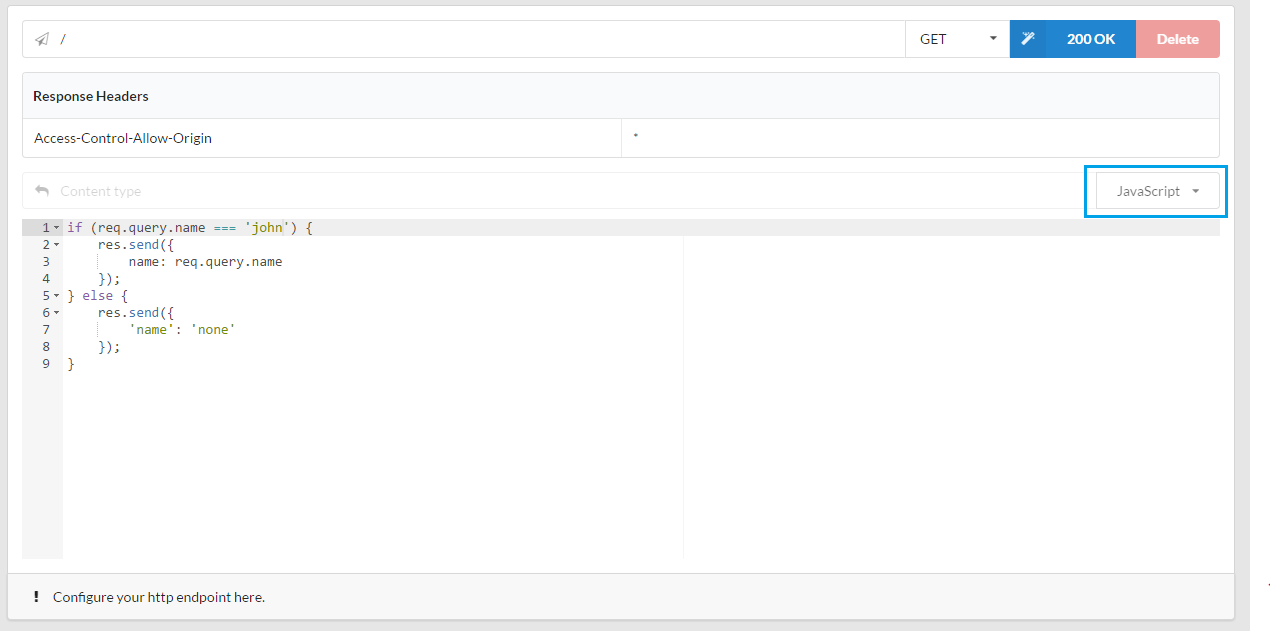 / GET 200 OK Delete
Response Headers
Access-Control-Allow-Origin *
Content type JavaScript
1 if (req.query.name === 'john') {
2     res.send({
3         name: req.query.name
4     });
5 } else {
6     res.send({
7         'name': 'none'
8     });
9 }
! Configure your http endpoint here.